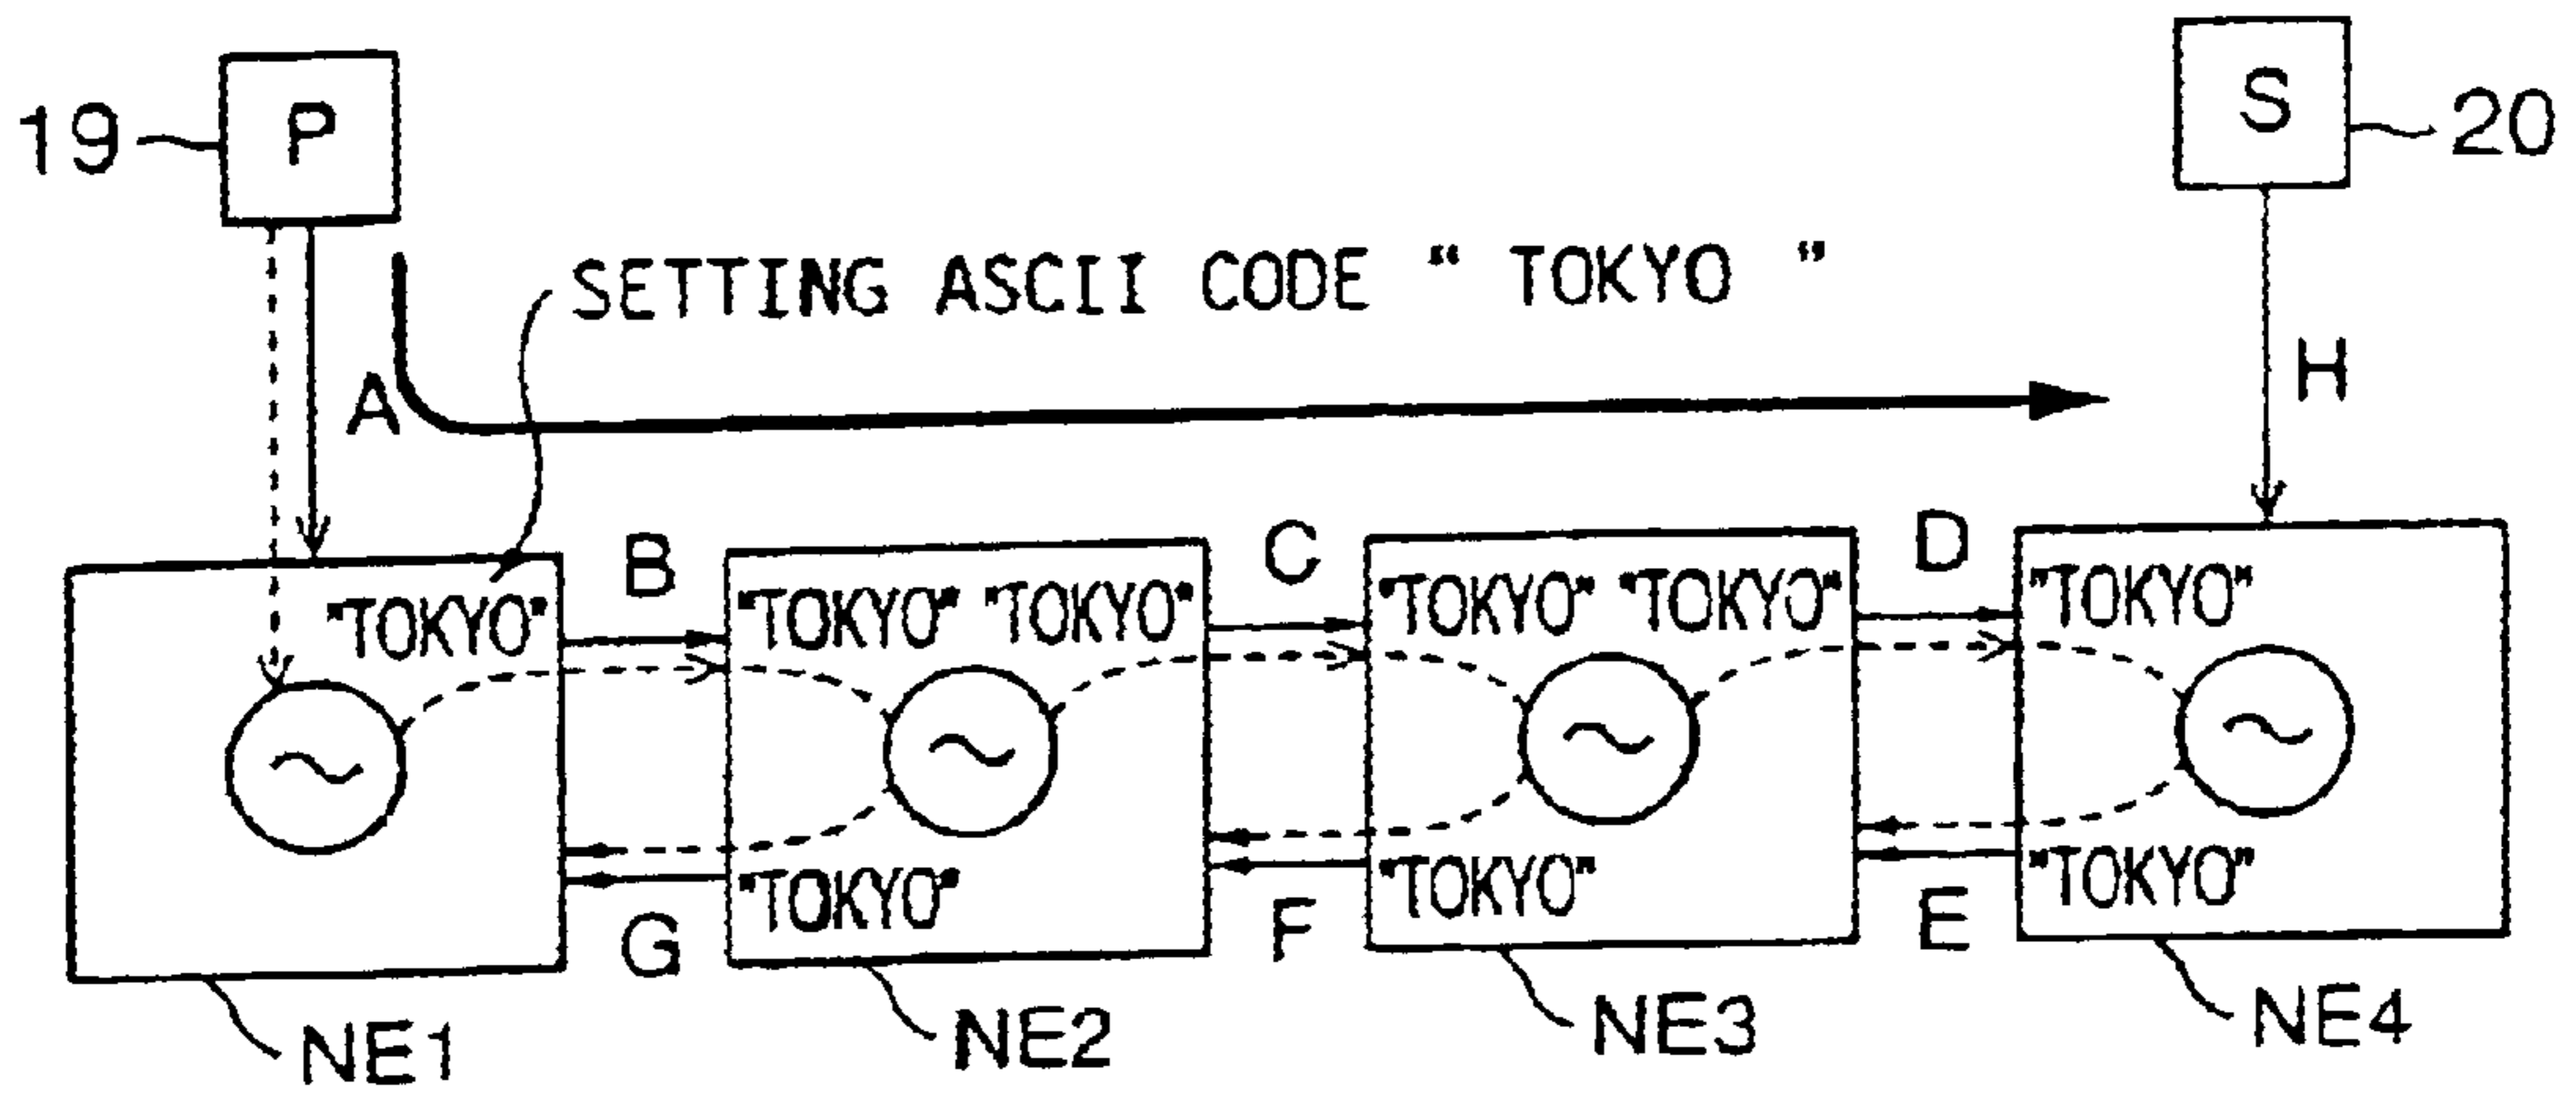 19
P
S
20
SETTING ASCII CODE " TOKYO "
A
H
B
C
D
"TOKYO"
"TOKYO"
"TOKYO"
"TOKYO"
"TOKYO"
"TOKYO"
"TOKYO"
"TOKYO"
"TOKYO"
G
F
E
NE1
NE2
NE3
NE4